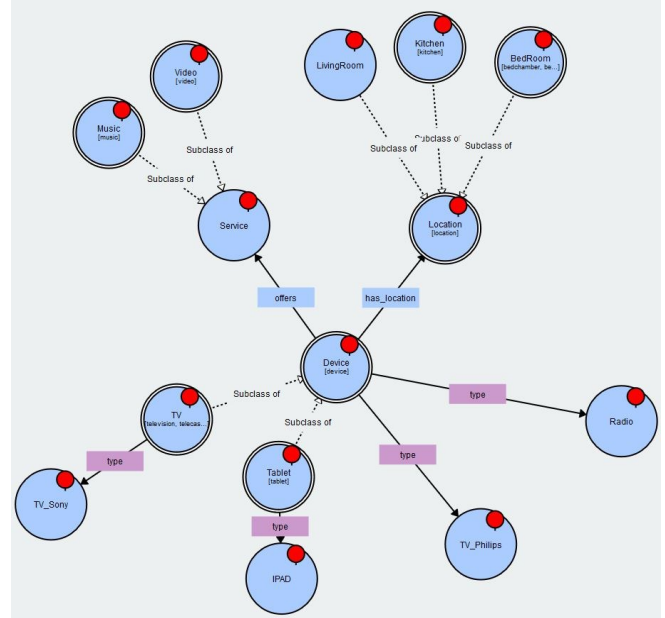 Kitchen
[kitchen]
BedRoom
[bedchamber, be...]
LivingRoom
Video
[video]
Music
[music]
Subclass of
Subclass of
Subclass of
Subclass of
Subclass of
Service
Location
[location]
offers
has_location
Device
[device]
Subclass of
type
TV
[television, telecas...]
Radio
Subclass of
type
type
Tablet
[tablet]
TV_Sony
type
TV_Philips
IPAD